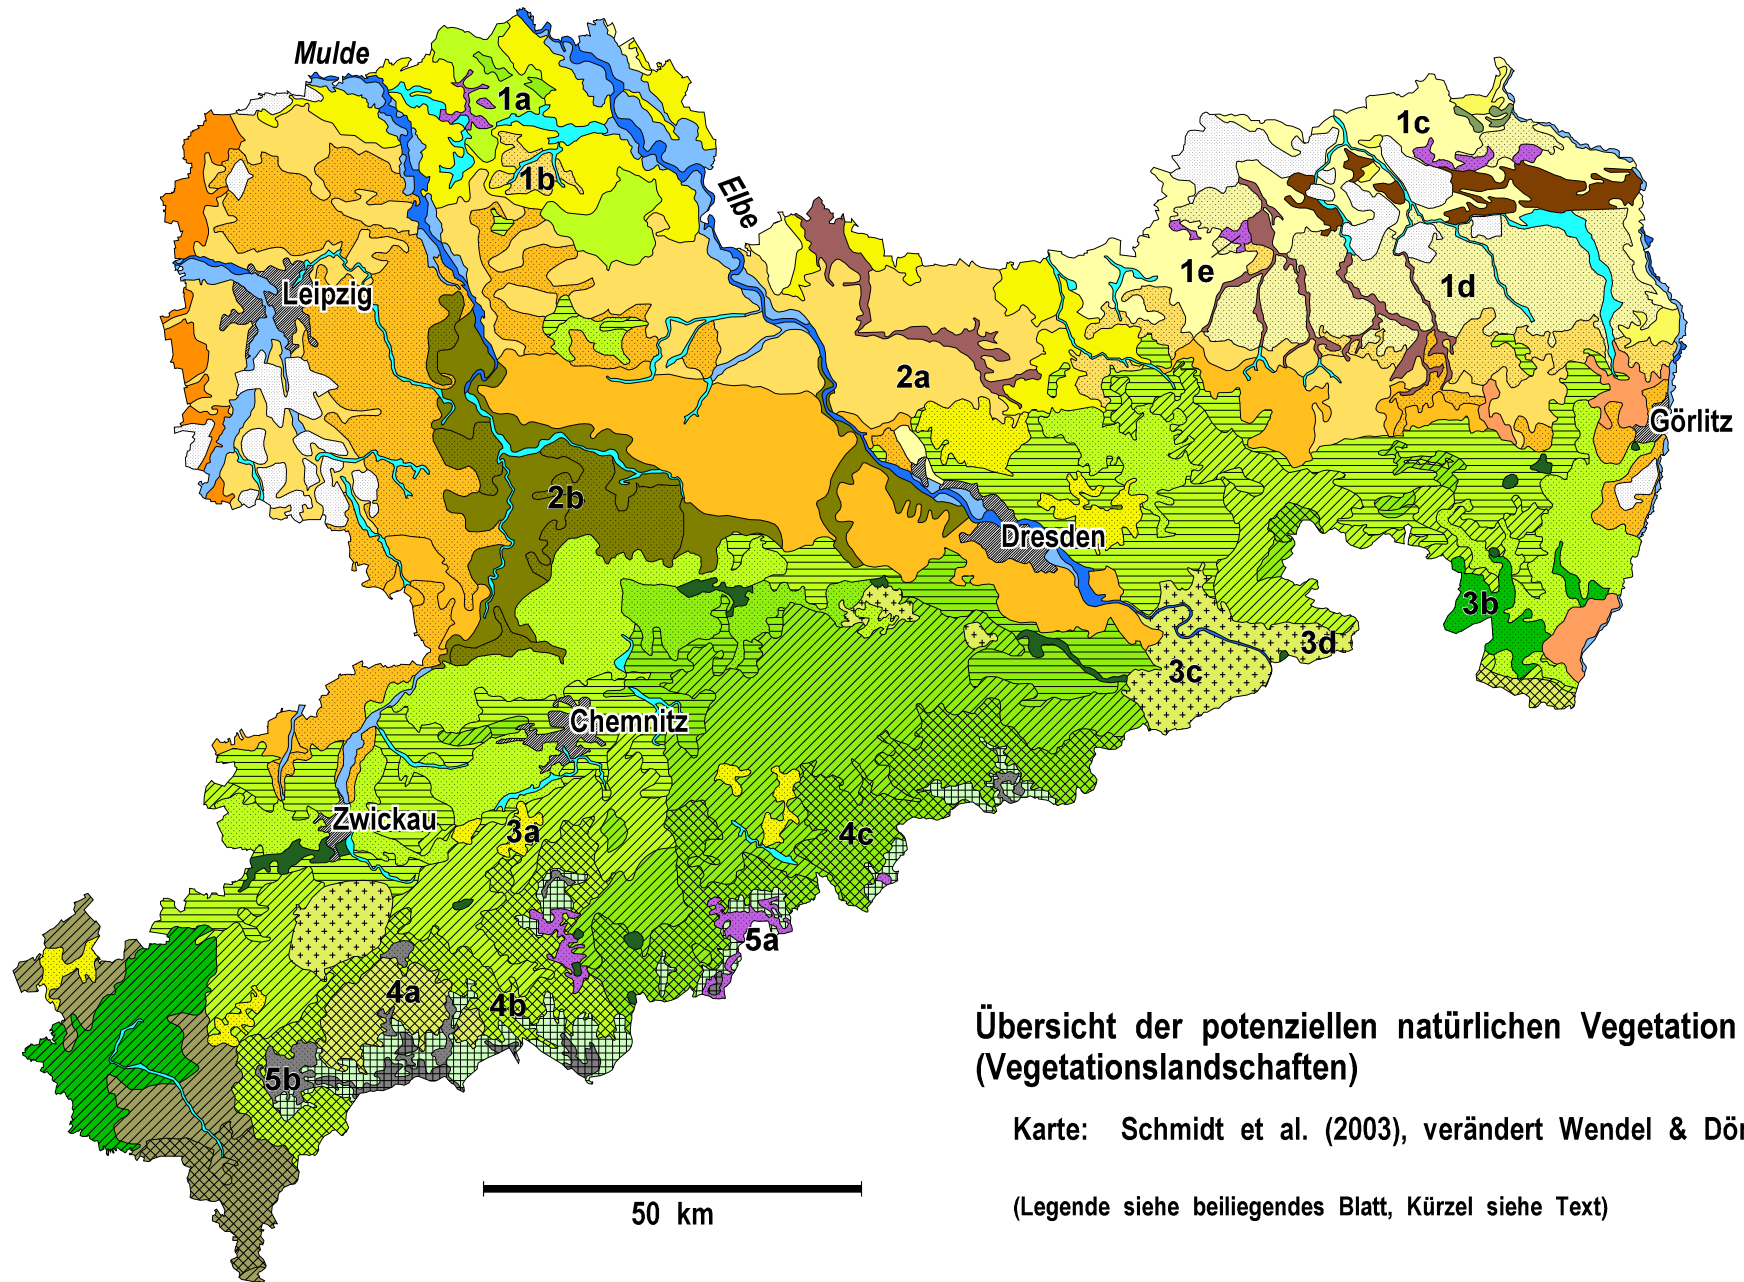 Mulde
1a
1c
1b
Elbe
1e
1d
Leipzig
2a
Görlitz
2b
Dresden
3b
3d
3c
Chemnitz
Zwickau
3a
4c
5a
4a
4b
5b
Übersicht der potenziellen natürlichen Vegetation
(Vegetationslandschaften)
Karte: Schmidt et al. (2003), verändert Wendel &
50 km
(Legende siehe beiliegendes Blatt, Kürzel siehe Text)